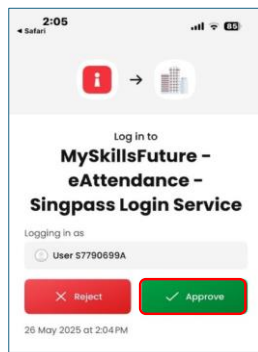 2:05
◀ Safari
85
Log in to
MySkillsFuture -
eAttendance -
Singpass Login Service
Logging in as
User S7790699A
Reject
Approve
26 May 2025 at 2:04 PM